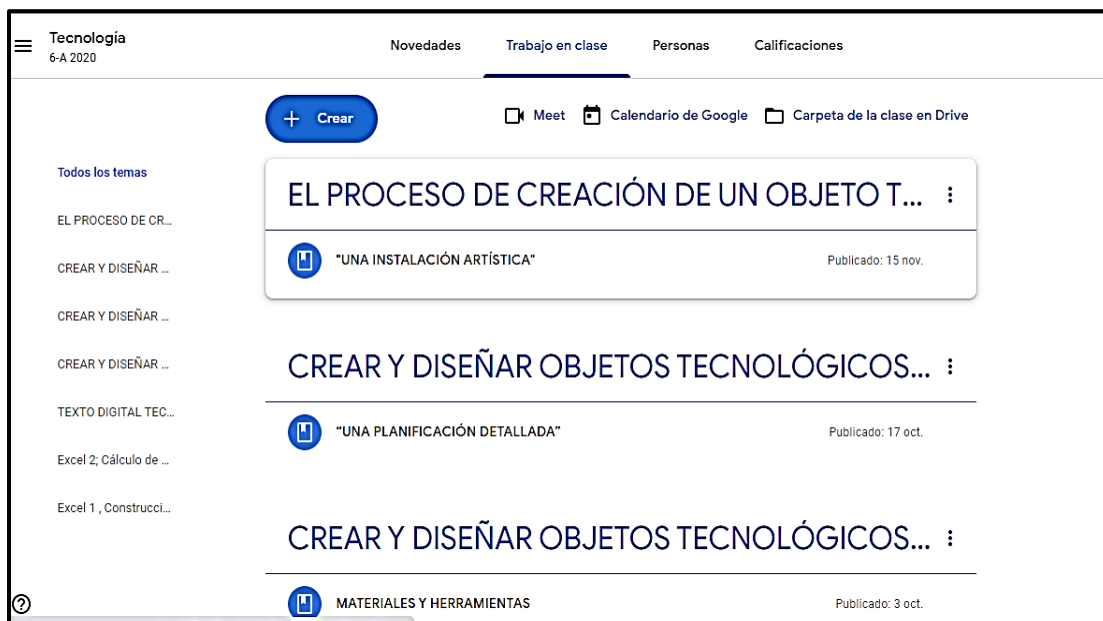 Tecnología
6-A 2020
Novedades Trabajo en clase Personas Calificaciones
Crear
Meet Calendario de Google Carpeta de la clase en Drive
Todos los temas
EL PROCESO DE CR...
CREAR Y DISEÑAR ...
CREAR Y DISEÑAR ...
CREAR Y DISEÑAR ...
TEXTO DIGITAL TEC...
Excel 2; Cálculo de ...
Excel 1 , Construcci...
EL PROCESO DE CREACIÓN DE UN OBJETO T...
"UNA INSTALACIÓN ARTÍSTICA" Publicado: 15 nov.
CREAR Y DISEÑAR OBJETOS TECNOLÓGICOS...
“UNA PLANIFICACIÓN DETALLADA” Publicado: 17 oct.
CREAR Y DISEÑAR OBJETOS TECNOLÓGICOS...
MATERIALES Y HERRAMIENTAS Publicado: 3 oct.